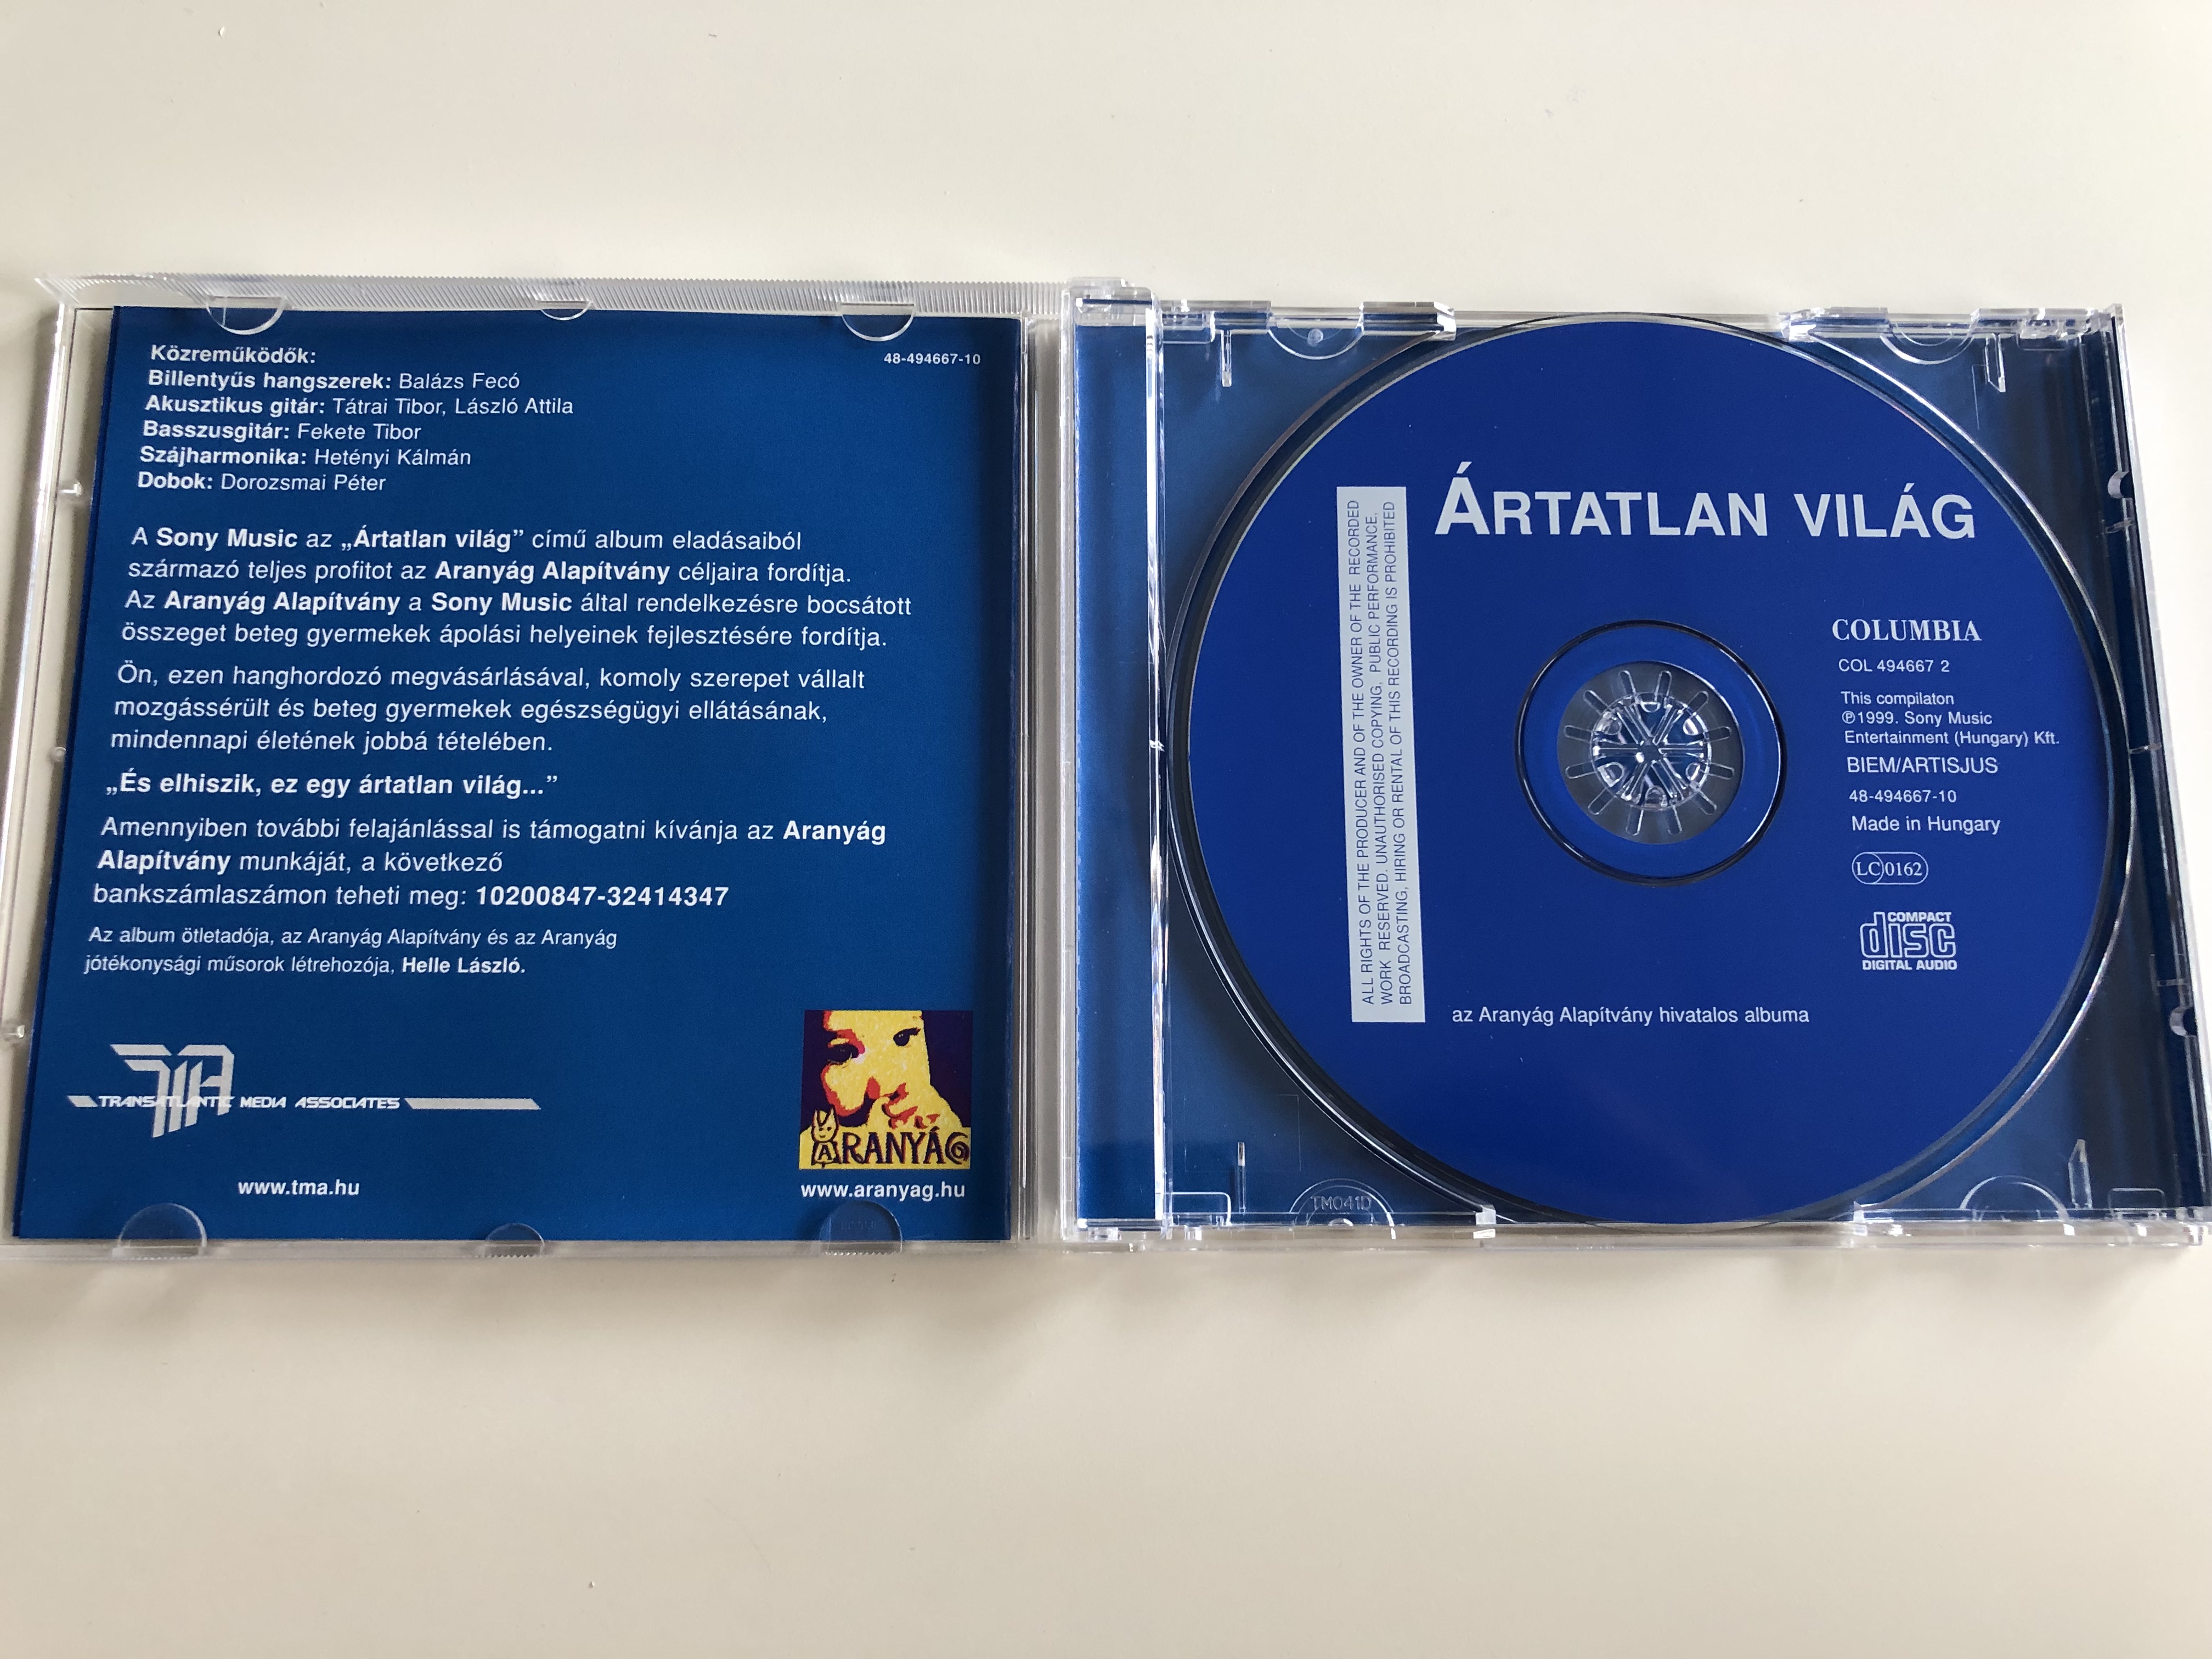 Közreműködők:
48-494667-10
Billentyűs hangszerek: Balázs Fecó
Akusztikus gitár: Tátrai Tibor, László Attila
Basszusgitár: Fekete Tibor
Szájharmonika: Hetényi Kálmán
Dobok: Dorozsmai Péter
A Sony Music az „Ártatlan világ” című album eladásaiból
származó teljes profitot az Aranyág Alapítvány céljaira fordítja.
Az Aranyág Alapítvány a Sony Music által rendelkezésre bocsátott
összeget beteg gyermekek ápolási helyeinek fejlesztésére fordítja.
Ön, ezen hanghordozó megvásárlásával, komoly szerepet vállalt
mozgássérült és beteg gyermekek egészségügyi ellátásának,
mindennapi életének jobbá tételében.
„És elhiszik, ez egy ártatlan világ...”
Amennyiben további felajánlással is támogatni kívánja az Aranyág
Alapítvány munkáját, a következő
bankszámlaszámon teheti meg: 10200847-32414347
Az album ötletadója, az Aranyág Alapítvány és az Aranyág
jótékonysági műsorok létrehozója, Helle László.
TMA
TRANSATLANTIC MEDIA ASSOCIATES
www.tma.hu
ARANYÁG
www.aranyag.hu
ÁRTATLAN VILÁG
ALL RIGHTS OF THE PRODUCER AND OF THE OWNER OF THE RECORDED
WORK RESERVED. UNAUTHORISED COPYING, PUBLIC PERFORMANCE,
BROADCASTING, HIRING OR RENTAL OF THIS RECORDING IS PROHIBITED
COLUMBIA
COL 494667 2
This compilaton
℗1999. Sony Music
Entertainment (Hungary) Kft.
BIEM/ARTISJUS
48-494667-10
Made in Hungary
LC 0162
COMPACT
disc
DIGITAL AUDIO
az Aranyág Alapítvány hivatalos albuma
TM041D